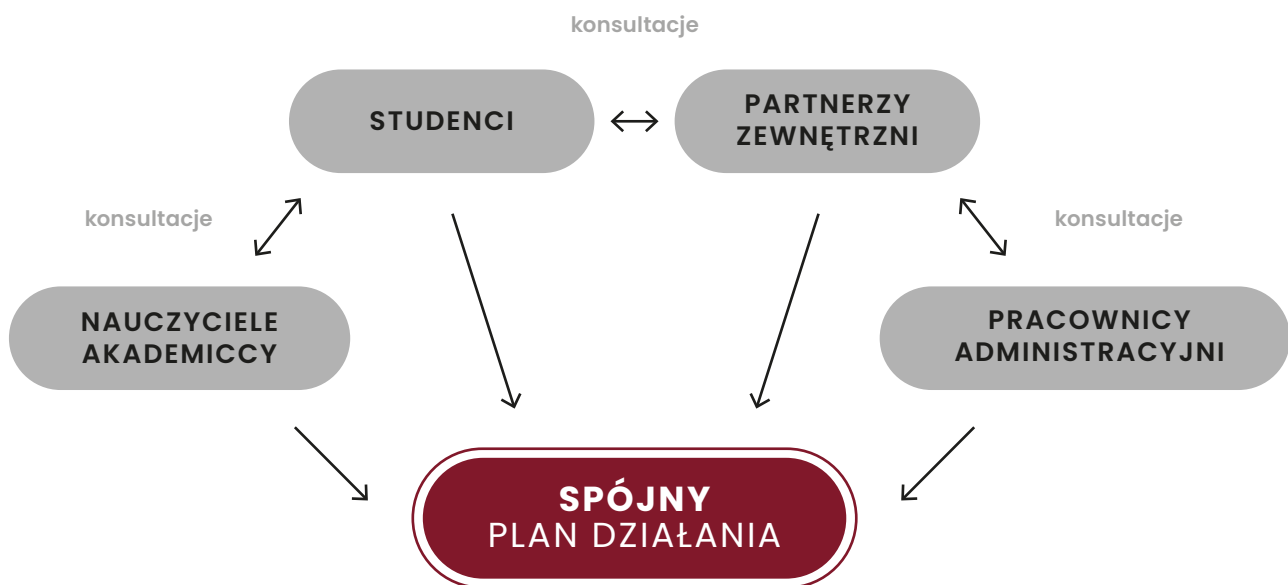 konsultacje
STUDENCI
PARTNERZY
ZEWNĘTRZNI
konsultacje
konsultacje
NAUCZYCIELE
AKADEMICCY
PRACOWNICY
ADMINISTRACYJNI
SPÓJNY
PLAN DZIAŁANIA